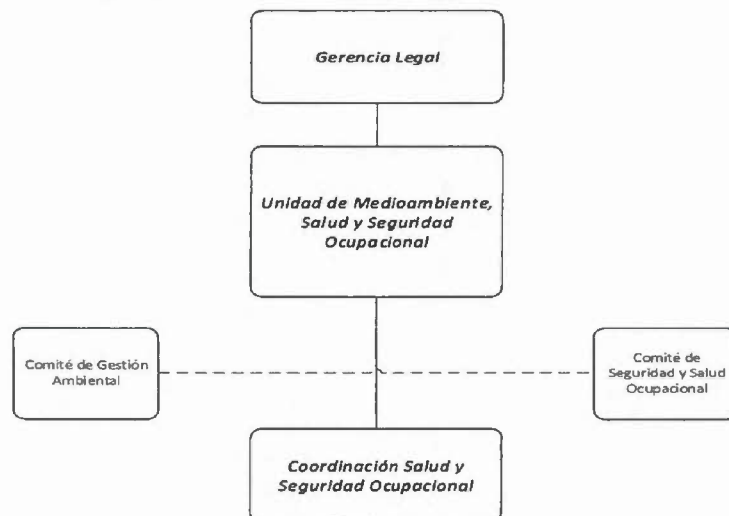 Gerencia Legal
Unidad de Medioambiente,
Salud y Seguridad
Ocupacional
Comité de Gestión
Ambiental
Comité de
Seguridad y Salud
Ocupacional
Coordinación Salud y
Seguridad Ocupacional